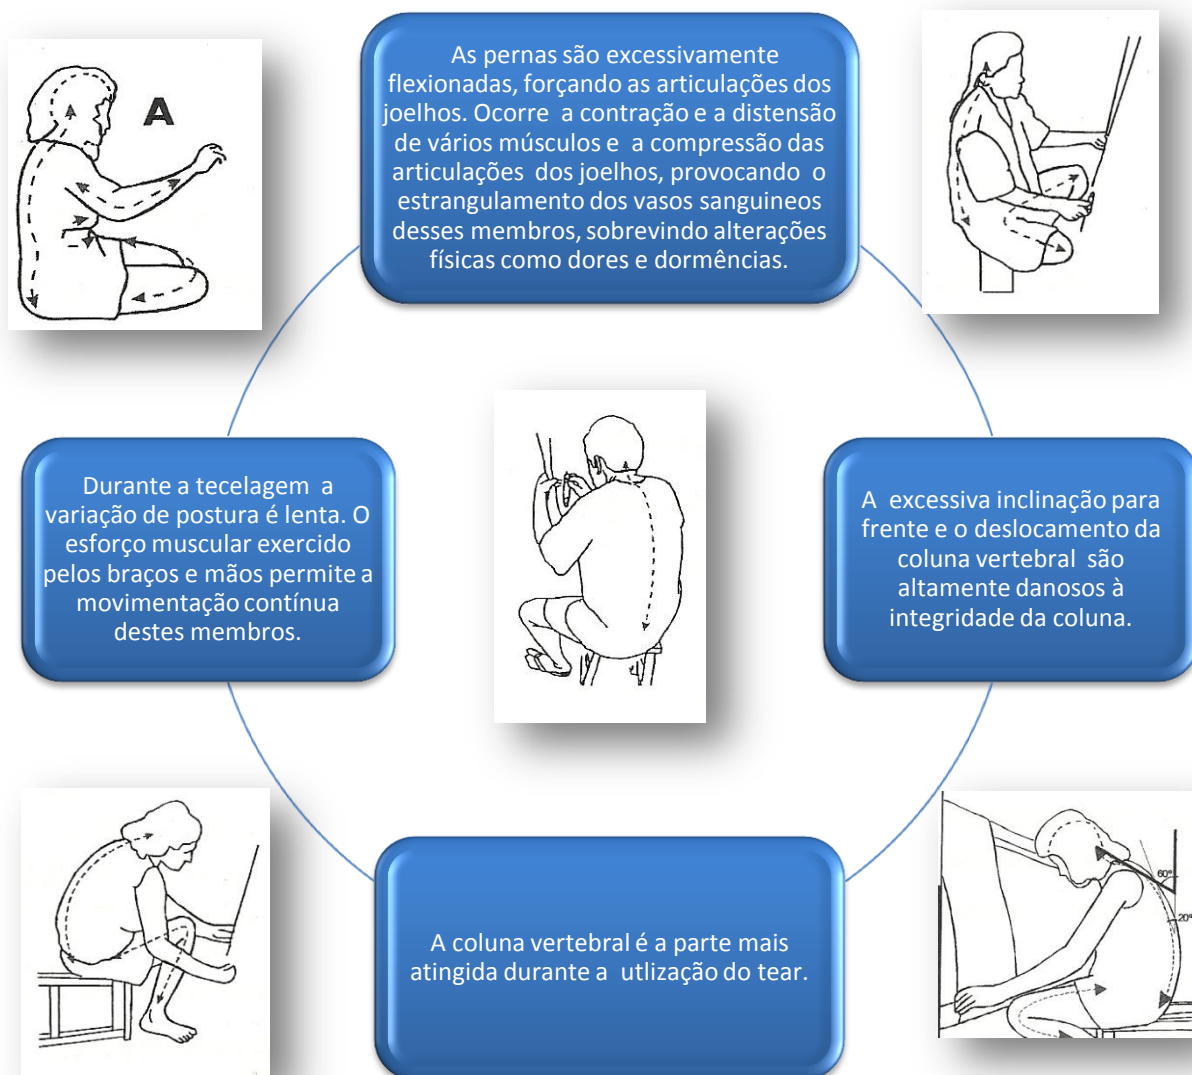 As pernas são excessivamente
flexionadas, forçando as articulações dos
joelhos. Ocorre a contração e a distensão
de vários músculos e a compressão das
articulações dos joelhos, provocando o
estrangulamento dos vasos sanguineos
desses membros, sobrevindo alterações
físicas como dores e dormências.
A
Durante a tecelagem a
variação de postura é lenta. O
esforço muscular exercido
pelos braços e mãos permite a
movimentação contínua
destes membros.
A excessiva inclinação para
frente e o deslocamento da
coluna vertebral são
altamente danosos à
integridade da coluna.
60°
20°
A coluna vertebral é a parte mais
atingida durante a utlização do tear.